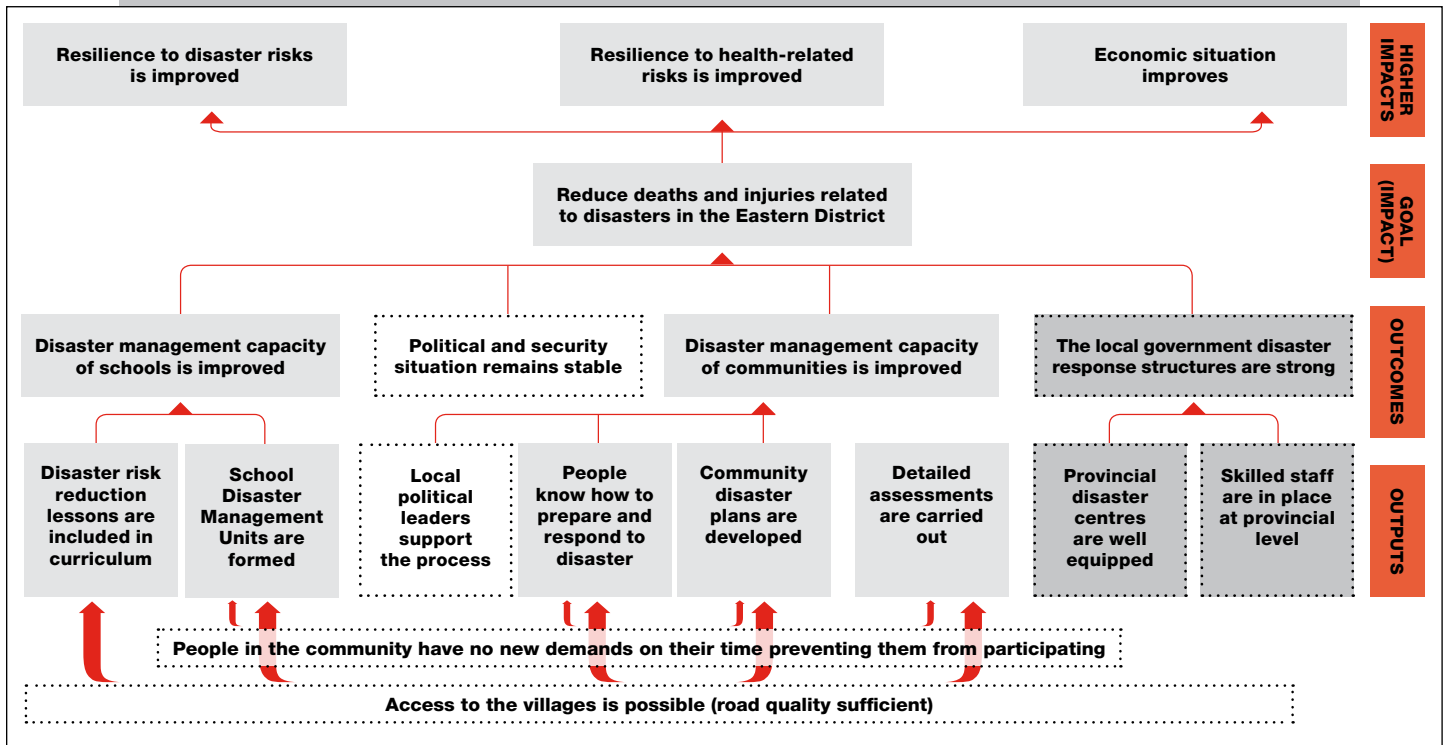 Resilience to disaster risks
is improved
Resilience to health-related
risks is improved
Economic situation
improves
HIGHER
IMPACTS
Reduce deaths and injuries related
to disasters in the Eastern District
GOAL
(IMPACT)
Disaster management capacity
of schools is improved
Political and security
situation remains stable
Disaster management capacity
of communities is improved
The local government disaster
response structures are strong
OUTCOMES
Disaster risk
reduction
lessons are
included in
curriculum
School
Disaster
Management
Units are
formed
Local
political
leaders
support
the process
People
know how to
prepare and
respond to
disaster
Community
disaster
plans are
developed
Detailed
assessments
are carried
out
Provincial
disaster
centres
are well
equipped
Skilled staff
are in place
at provincial
level
OUTPUTS
People in the community have no new demands on their time preventing them from participating
Access to the villages is possible (road quality sufficient)